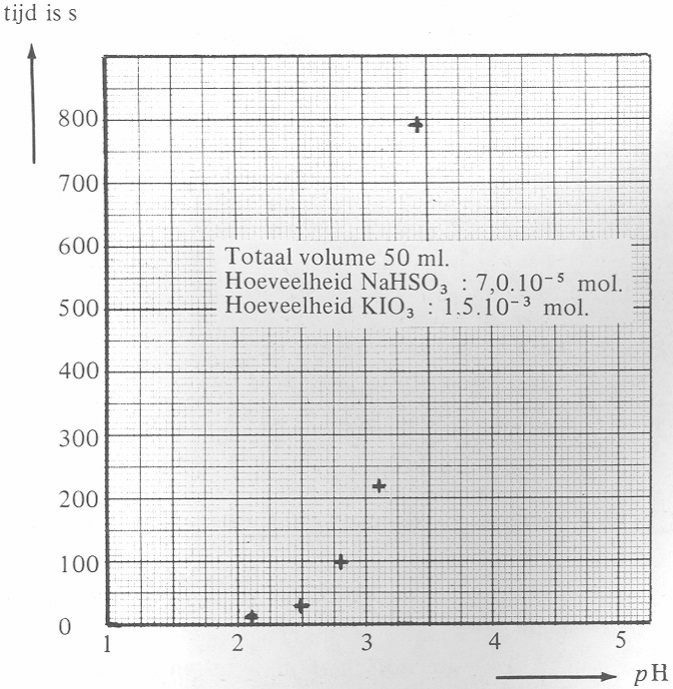 tijd is s
800
700
600
500
400
300
200
100
0
Totaal volume 50 ml.
Hoeveelheid NaHSO₃ : 7,0.10⁻⁵ mol.
Hoeveelheid KIO₃ : 1.5.10⁻³ mol.
1 2 3 4 5
pH